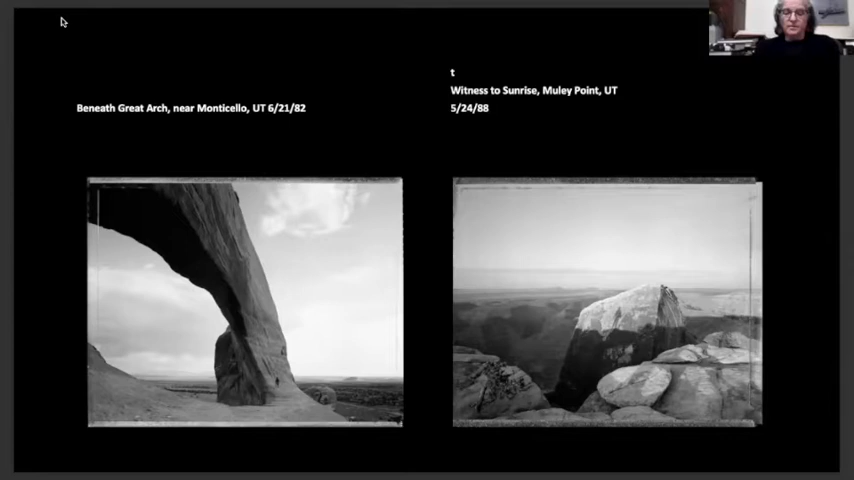 Beneath Great Arch, near Monticello, UT 6/21/82
t
Witness to Sunrise, Muley Point, UT
5/24/88